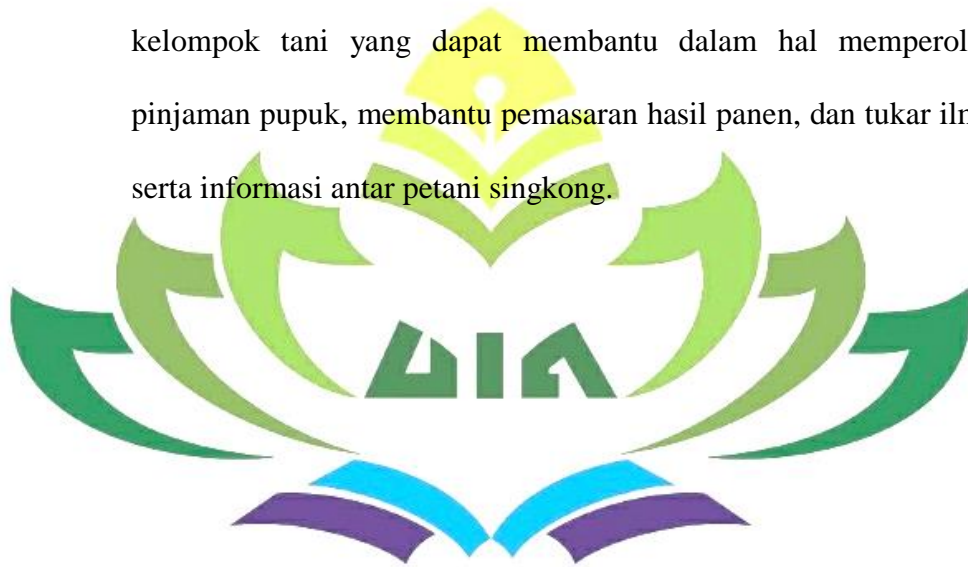 kelompok tani yang dapat membantu dalam hal memperol
pinjaman pupuk, membantu pemasaran hasil panen, dan tukar
serta informasi antar petani singkong.
UIN